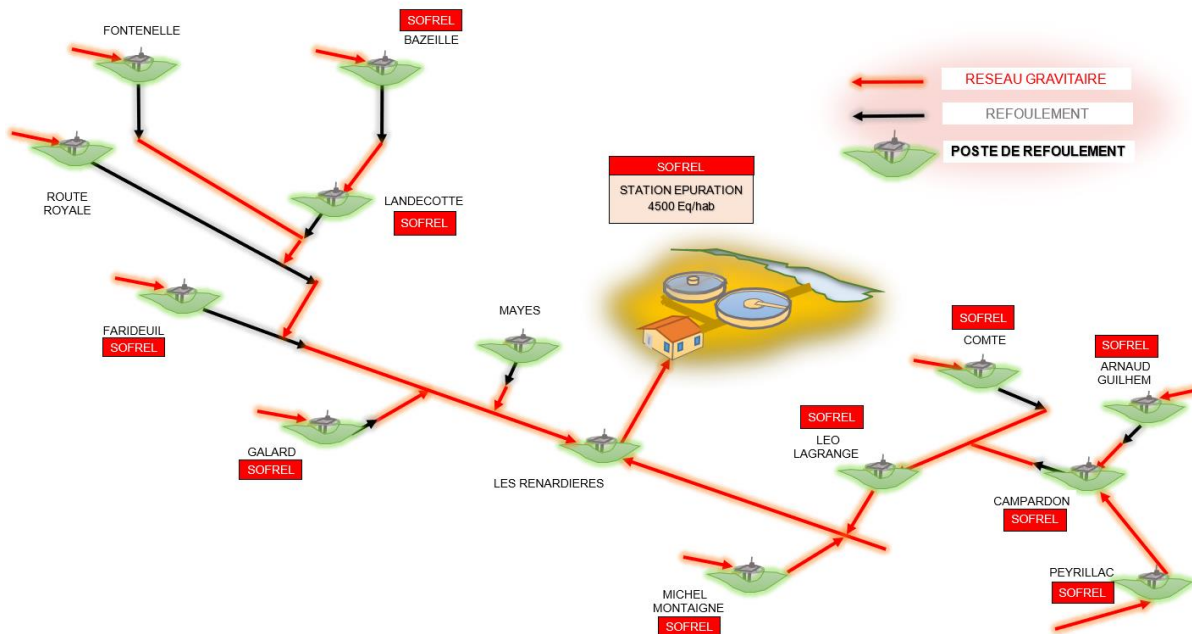 FONTENELLE
SOFREL
BAZEILLE
RESEAU GRAVITAIRE
REFOULEMENT
POSTE DE REFOULEMENT
ROUTE
ROYALE
LANDECOTTE
SOFREL
SOFREL
STATION EPURATION
4500 Eq/hab
FARIDEUIL
SOFREL
MAYES
SOFREL
COMTE
SOFREL
ARNAUD
GUILHEM
GALARD
SOFREL
LES RENARDIERES
SOFREL
LEO
LAGRANGE
CAMPARDON
SOFREL
MICHEL
MONTAIGNE
SOFREL
PEYRILLAC
SOFREL